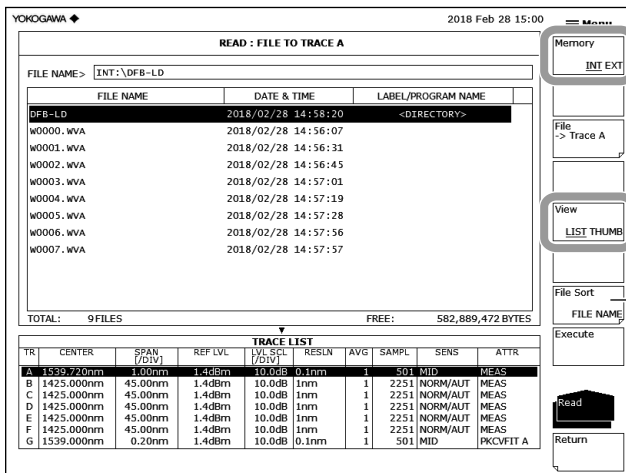 YOKOGAWA
2018 Feb 28 15:00
Menu
READ : FILE TO TRACE A
FILE NAME> INT:\DFB-LD
FILE NAME DATE & TIME LABEL/PROGRAM NAME
DFB-LD 2018/02/28 14:58:20 <DIRECTORY>
W0000.WVA 2018/02/28 14:56:07
W0001.WVA 2018/02/28 14:56:31
W0002.WVA 2018/02/28 14:56:45
W0003.WVA 2018/02/28 14:57:01
W0004.WVA 2018/02/28 14:57:19
W0005.WVA 2018/02/28 14:57:28
W0006.WVA 2018/02/28 14:57:56
W0007.WVA 2018/02/28 14:57:57
TOTAL: 9 FILES FREE: 582,889,472 BYTES
TRACE LIST
TR CENTER SPAN [/DIV] REF LVL LVL SCL [/DIV] RESLN AVG SAMPL SENS ATTR
A 1539.720nm 1.00nm 1.4dBm 10.0dB 0.1nm 1 501 MID MEAS
B 1425.000nm 45.00nm 1.4dBm 10.0dB 1nm 1 2251 NORM/AUT MEAS
C 1425.000nm 45.00nm 1.4dBm 10.0dB 1nm 1 2251 NORM/AUT MEAS
D 1425.000nm 45.00nm 1.4dBm 10.0dB 1nm 1 2251 NORM/AUT MEAS
E 1425.000nm 45.00nm 1.4dBm 10.0dB 1nm 1 2251 NORM/AUT MEAS
F 1425.000nm 45.00nm 1.4dBm 10.0dB 1nm 1 2251 NORM/AUT MEAS
G 1539.000nm 0.20nm 1.4dBm 10.0dB 0.1nm 1 501 MID PKCVFIT A
Memory
INT EXT
File
-> Trace A
View
LIST THUMB
File Sort
FILE NAME
Execute
Read
Return